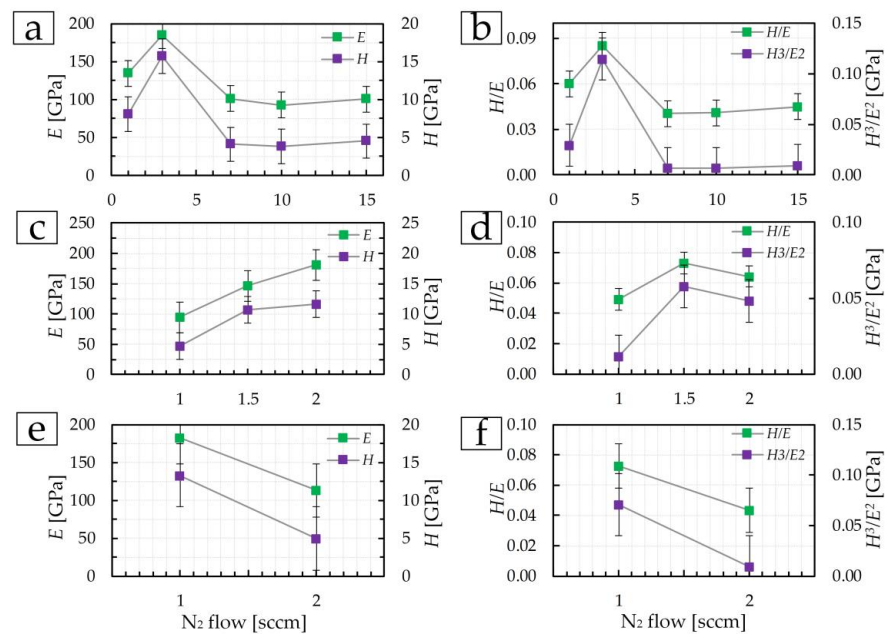 a
200
150
100
50
0
E [GPa]
20
15
10
5
0
H [GPa]
E
H
0 5 10 15
b
0.09
0.06
0.03
0.00
H/E
0.15
0.10
0.05
0.00
H³/E² [GPa]
H/E
H3/E2
0 5 10 15
c
250
200
150
100
50
0
E [GPa]
25
20
15
10
5
0
H [GPa]
E
H
1 1.5 2
d
0.10
0.08
0.06
0.04
0.02
0.00
H/E
0.10
0.05
0.00
H³/E² [GPa]
H/E
H3/E2
1 1.5 2
e
200
150
100
50
0
E [GPa]
20
15
10
5
0
H [GPa]
E
H
1 2
N₂ flow [sccm]
f
0.10
0.08
0.06
0.04
0.02
0.00
H/E
0.15
0.10
0.05
0.00
H³/E² [GPa]
H/E
H3/E2
1 2
N₂ flow [sccm]